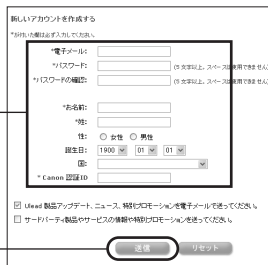 新しいアカウントを作成する
*が付いた欄は必ず入力してください。
*電子メール:
*パスワード: (5 文字以上。スペースは使用できません)
*パスワードの確認: (5 文字以上。スペースは使用できません)
*お名前:
*姓:
性: 女性 男性
誕生日: 1900 01 01
国:
* Canon 認証ID
Ulead 製品アップデート、ニュース、特別プロモーションを電子メールで送ってください。
サードパーティ製品やサービスの情報や特別プロモーションを送ってください。
送信 リセット